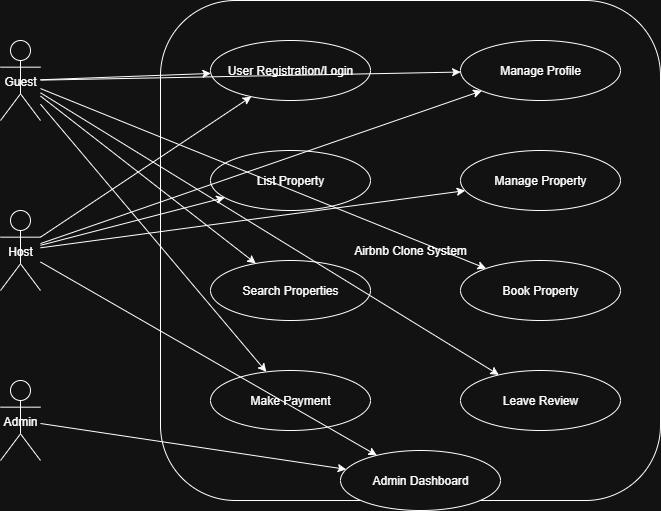 User Registration/Login
Manage Profile
Guest
List Property
Manage Property
Host
Airbnb Clone System
Search Properties
Book Property
Make Payment
Leave Review
Admin
Admin Dashboard